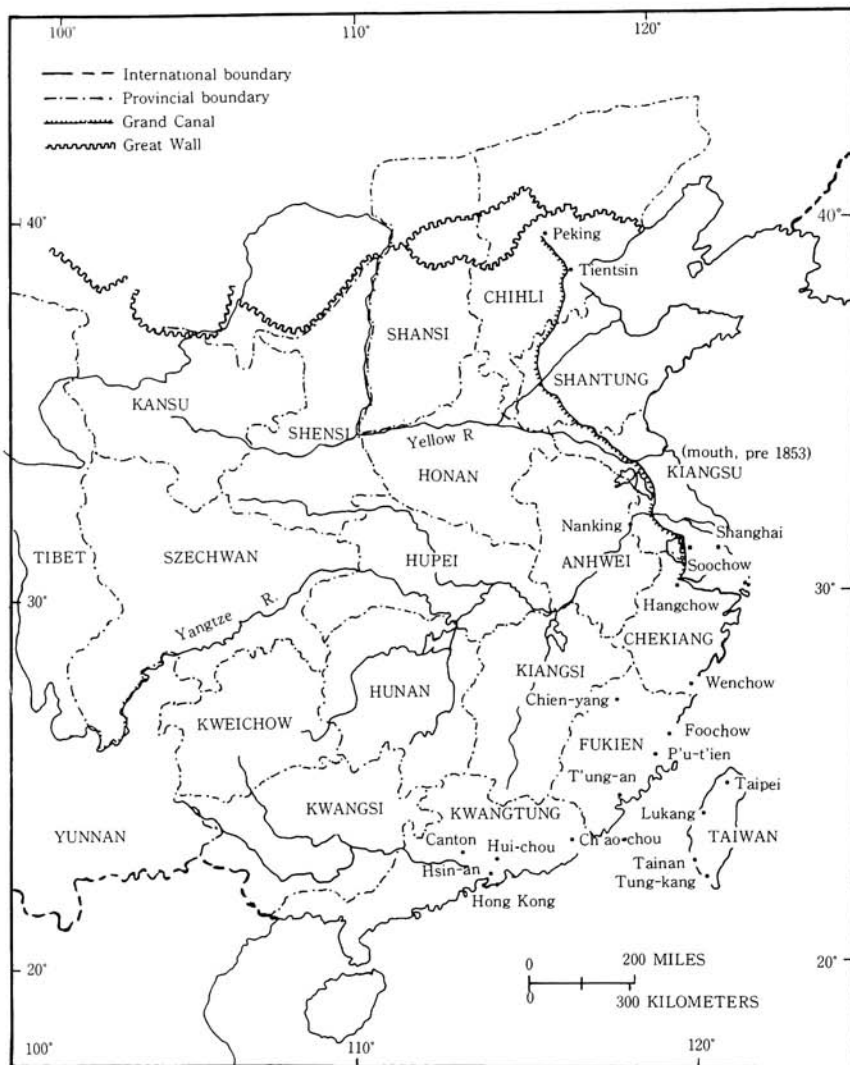 100°
110°
120°
International boundary
Provincial boundary
Grand Canal
Great Wall
40°
40°
Peking
Tientsin
CHIHLI
SHANSI
SHANTUNG
KANSU
SHENSI
Yellow R
(mouth, pre 1853)
KIANGSU
HONAN
Nanking
Shanghai
TIBET
SZECHWAN
HUPEI
ANHWEI
Soochow
30°
30°
Hangchow
Yangtze R.
CHEKIANG
KIANGSI
Wenchow
HUNAN
Chien-yang
KWEICHOW
Foochow
FUKIEN
P'u-t'ien
T'ung-an
Taipei
KWANGSI
KWANGTUNG
Lukang
YUNNAN
Canton
Hui-chou
Ch'ao-chou
TAIWAN
Hsin-an
Tainan
Tung-kang
Hong Kong
20°
20°
0
200 MILES
0
300 KILOMETERS
100°
110°
120°